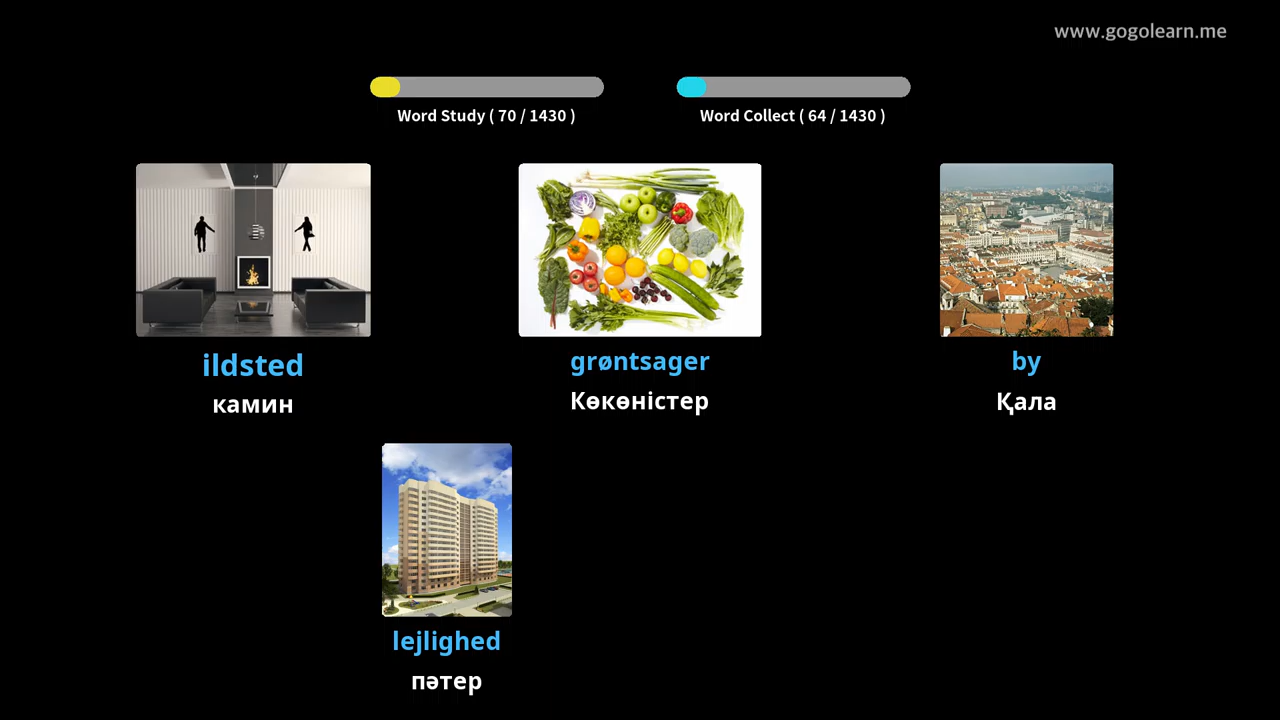 www.gogolearn.me
Word Study ( 70 / 1430 )
Word Collect ( 64 / 1430 )
ildsted
камин
grøntsager
Көкөністер
by
Қала
lejlighed
пәтер